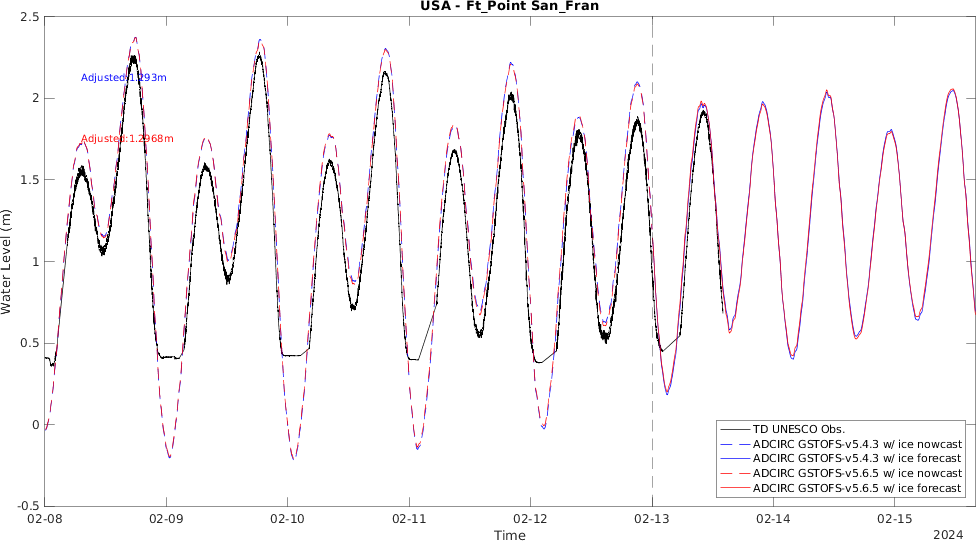 USA - Ft_Point San_Fran
2.5
2
1.5
1
0.5
0
-0.5
Water Level (m)
Adjusted:1.293m
Adjusted:1.2968m
TD UNESCO Obs.
ADCIRC GSTOFS-v5.4.3 w/ ice nowcast
ADCIRC GSTOFS-v5.4.3 w/ ice forecast
ADCIRC GSTOFS-v5.6.5 w/ ice nowcast
ADCIRC GSTOFS-v5.6.5 w/ ice forecast
02-08 02-09 02-10 02-11 02-12 02-13 02-14 02-15
Time
2024